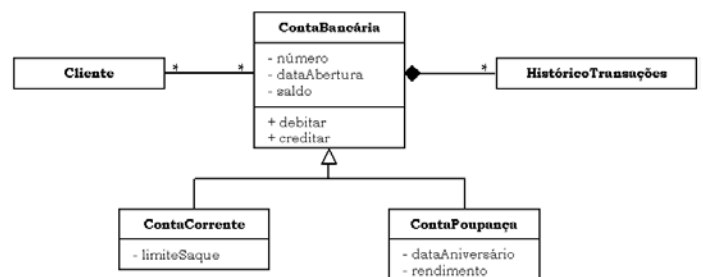 ContaBancária
- número
- dataAbertura
- saldo
+ debitar
+ creditar
Cliente
* *
*
HistóricoTransações
ContaCorrente
- limiteSaque
ContaPoupança
- dataAniversário
- rendimento